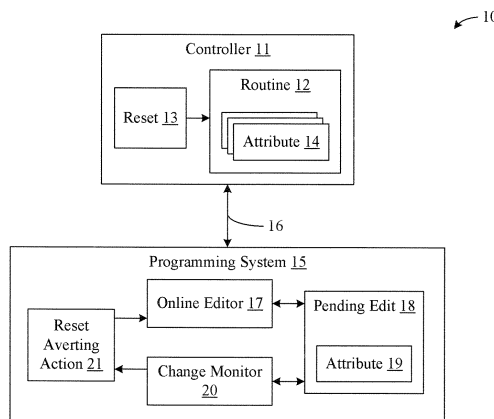 10
Controller 11
Routine 12
Reset 13
Attribute 14
16
Programming System 15
Online Editor 17
Pending Edit 18
Reset
Averting
Action 21
Attribute 19
Change Monitor
20